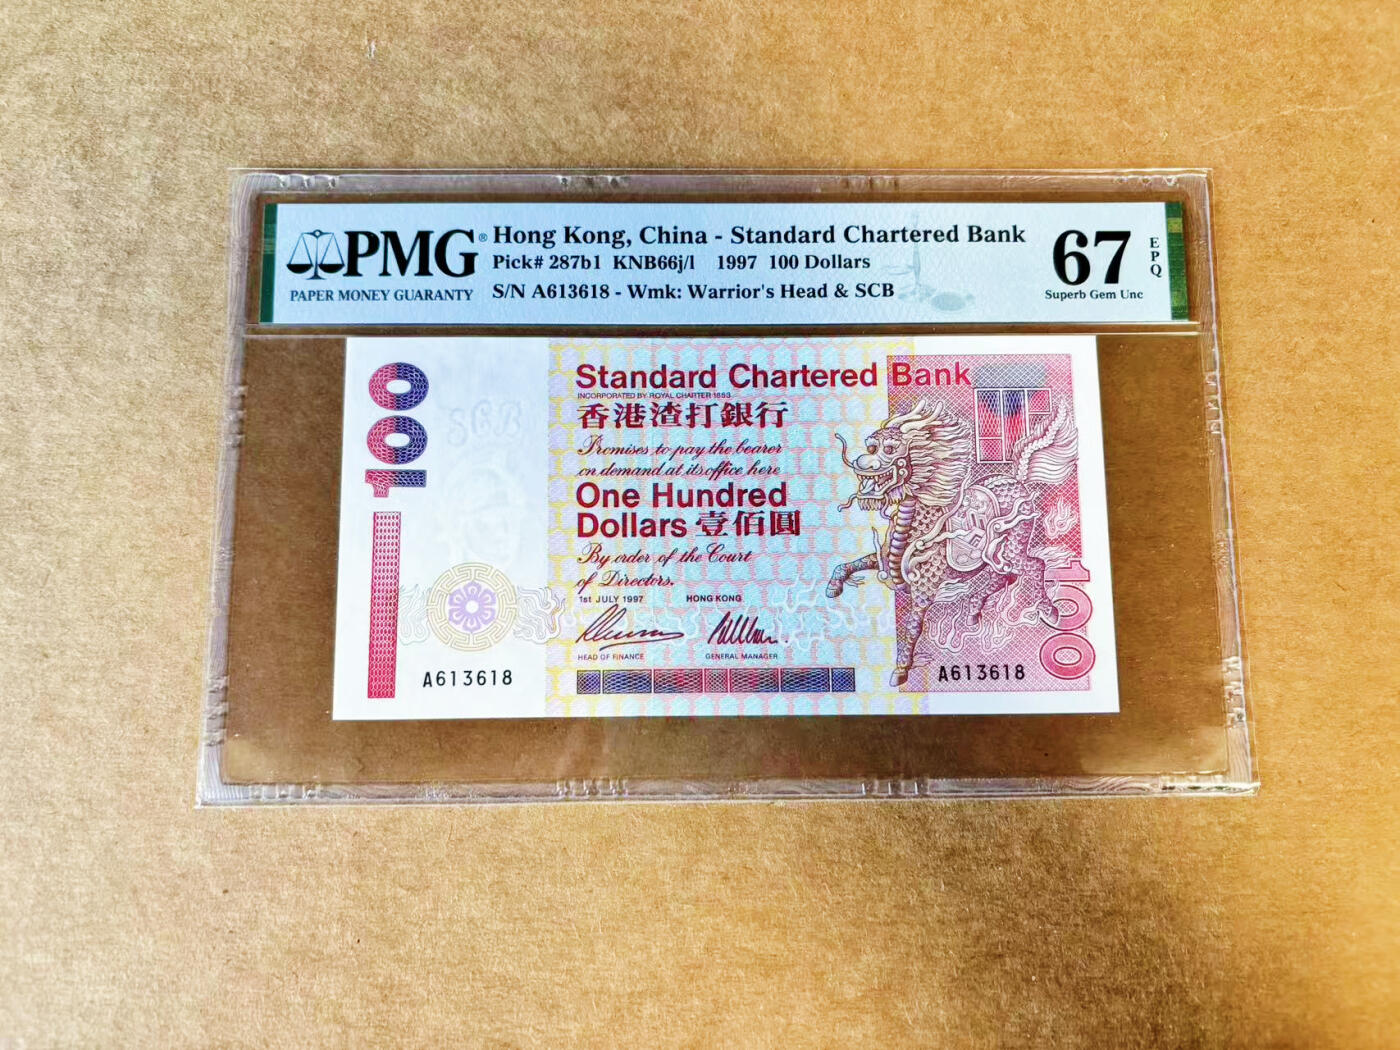 PMG®
PAPER MONEY GUARANTY
Hong Kong, China - Standard Chartered Bank
Pick# 287b1 KNB66j/l 1997 100 Dollars
S/N A613618 - Wmk: Warrior's Head & SCB
67
EPQ
Superb Gem Unc
100
SCB
Standard Chartered Bank
INCORPORATED BY ROYAL CHARTER 1853
香港渣打銀行
Promises to pay the bearer
on demand at its office here
One Hundred
Dollars 壹佰圓
By order of the Court
of Directors.
1st JULY 1997 HONG KONG
HEAD OF FINANCE GENERAL MANAGER
A613618
A613618
100